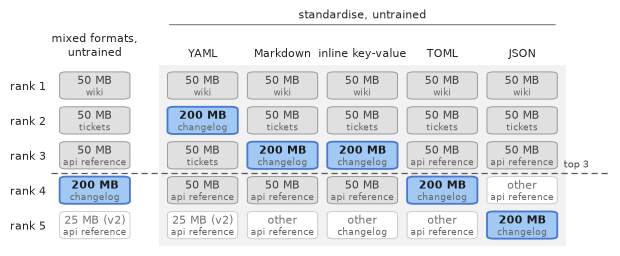 standardise, untrained
mixed formats,
untrained
YAML Markdown inline key-value TOML JSON
rank 1 50 MB 50 MB 50 MB 50 MB 50 MB 50 MB
wiki wiki wiki wiki wiki wiki
rank 2 50 MB 200 MB 50 MB 50 MB 50 MB 50 MB
tickets changelog tickets tickets tickets tickets
rank 3 50 MB 50 MB 200 MB 200 MB 50 MB 50 MB
api reference tickets changelog changelog api reference api reference
top 3
rank 4 200 MB 50 MB 50 MB 50 MB 200 MB other
changelog api reference api reference api reference changelog api reference
rank 5 25 MB (v2) 25 MB (v2) other other other 200 MB
api reference api reference api reference changelog api reference changelog